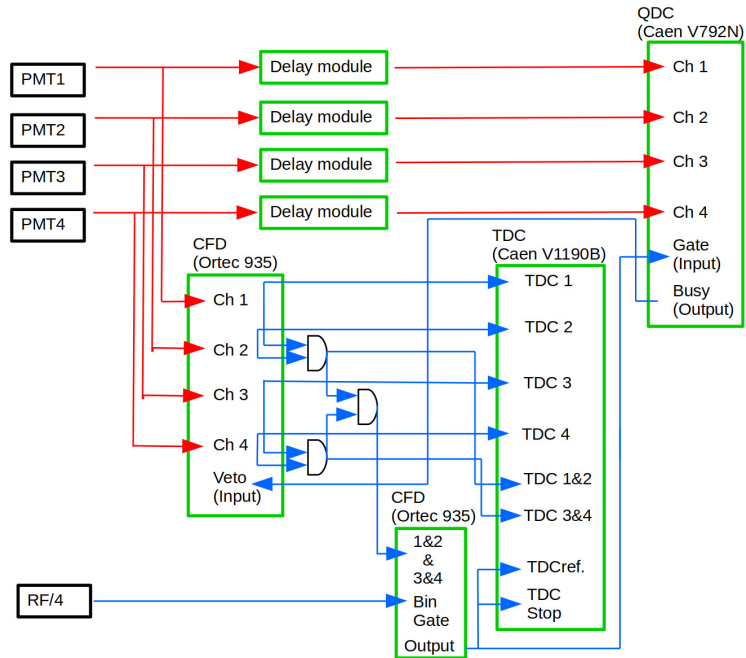 QDC
(Caen V792N)
PMT1
Delay module
Ch 1
PMT2
Delay module
Ch 2
PMT3
Delay module
Ch 3
PMT4
Delay module
Ch 4
CFD
(Ortec 935)
TDC
(Caen V1190B)
Gate
(Input)
Busy
(Output)
Ch 1
Ch 2
Ch 3
Ch 4
Veto
(Input)
TDC 1
TDC 2
TDC 3
TDC 4
TDC 1&2
TDC 3&4
TDCref.
TDC
Stop
CFD
(Ortec 935)
1&2
&
3&4
Bin
Gate
Output
RF/4